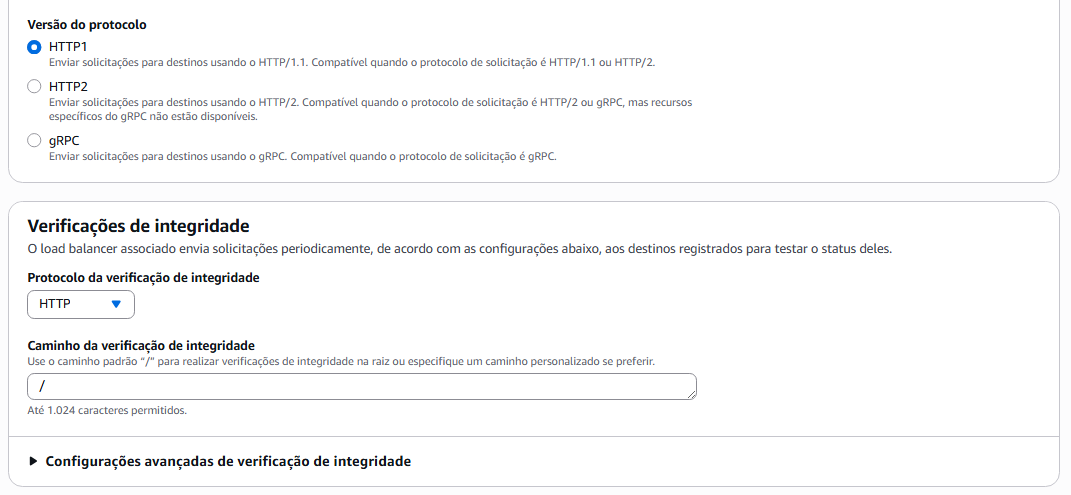 Versão do protocolo
HTTP1
Enviar solicitações para destinos usando o HTTP/1.1. Compatível quando o protocolo de solicitação é HTTP/1.1 ou HTTP/2.
HTTP2
Enviar solicitações para destinos usando o HTTP/2. Compatível quando o protocolo de solicitação é HTTP/2 ou gRPC, mas recursos
específicos do gRPC não estão disponíveis.
gRPC
Enviar solicitações para destinos usando o gRPC. Compatível quando o protocolo de solicitação é gRPC.
Verificações de integridade
O load balancer associado envia solicitações periodicamente, de acordo com as configurações abaixo, aos destinos registrados para testar o status deles.
Protocolo da verificação de integridade
HTTP
Caminho da verificação de integridade
Use o caminho padrão "/" para realizar verificações de integridade na raiz ou especifique um caminho personalizado se preferir.
/
Até 1.024 caracteres permitidos.
Configurações avançadas de verificação de integridade